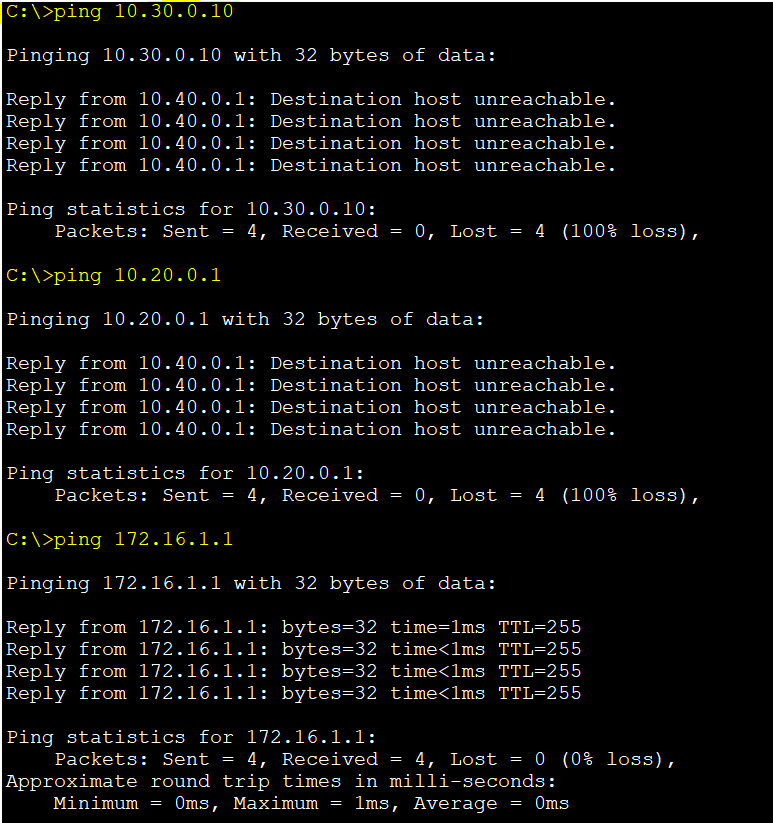 C:\>ping 10.30.0.10
Pinging 10.30.0.10 with 32 bytes of data:
Reply from 10.40.0.1: Destination host unreachable.
Reply from 10.40.0.1: Destination host unreachable.
Reply from 10.40.0.1: Destination host unreachable.
Reply from 10.40.0.1: Destination host unreachable.
Ping statistics for 10.30.0.10:
    Packets: Sent = 4, Received = 0, Lost = 4 (100% loss),
C:\>ping 10.20.0.1
Pinging 10.20.0.1 with 32 bytes of data:
Reply from 10.40.0.1: Destination host unreachable.
Reply from 10.40.0.1: Destination host unreachable.
Reply from 10.40.0.1: Destination host unreachable.
Reply from 10.40.0.1: Destination host unreachable.
Ping statistics for 10.20.0.1:
    Packets: Sent = 4, Received = 0, Lost = 4 (100% loss),
C:\>ping 172.16.1.1
Pinging 172.16.1.1 with 32 bytes of data:
Reply from 172.16.1.1: bytes=32 time=1ms TTL=255
Reply from 172.16.1.1: bytes=32 time<1ms TTL=255
Reply from 172.16.1.1: bytes=32 time<1ms TTL=255
Reply from 172.16.1.1: bytes=32 time<1ms TTL=255
Ping statistics for 172.16.1.1:
    Packets: Sent = 4, Received = 4, Lost = 0 (0% loss),
Approximate round trip times in milli-seconds:
    Minimum = 0ms, Maximum = 1ms, Average = 0ms